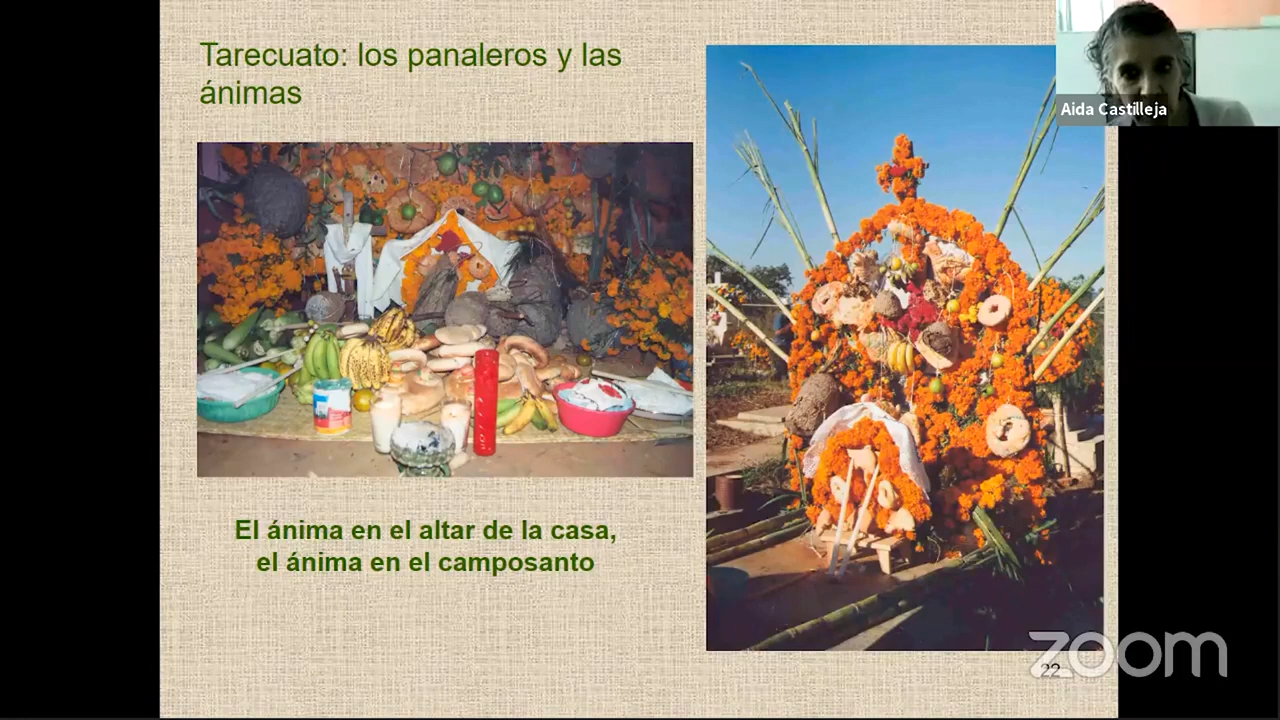 Tarecuato: los panaleros y las
ánimas
Aida Castilleja
El ánima en el altar de la casa,
el ánima en el camposanto
22
zoom